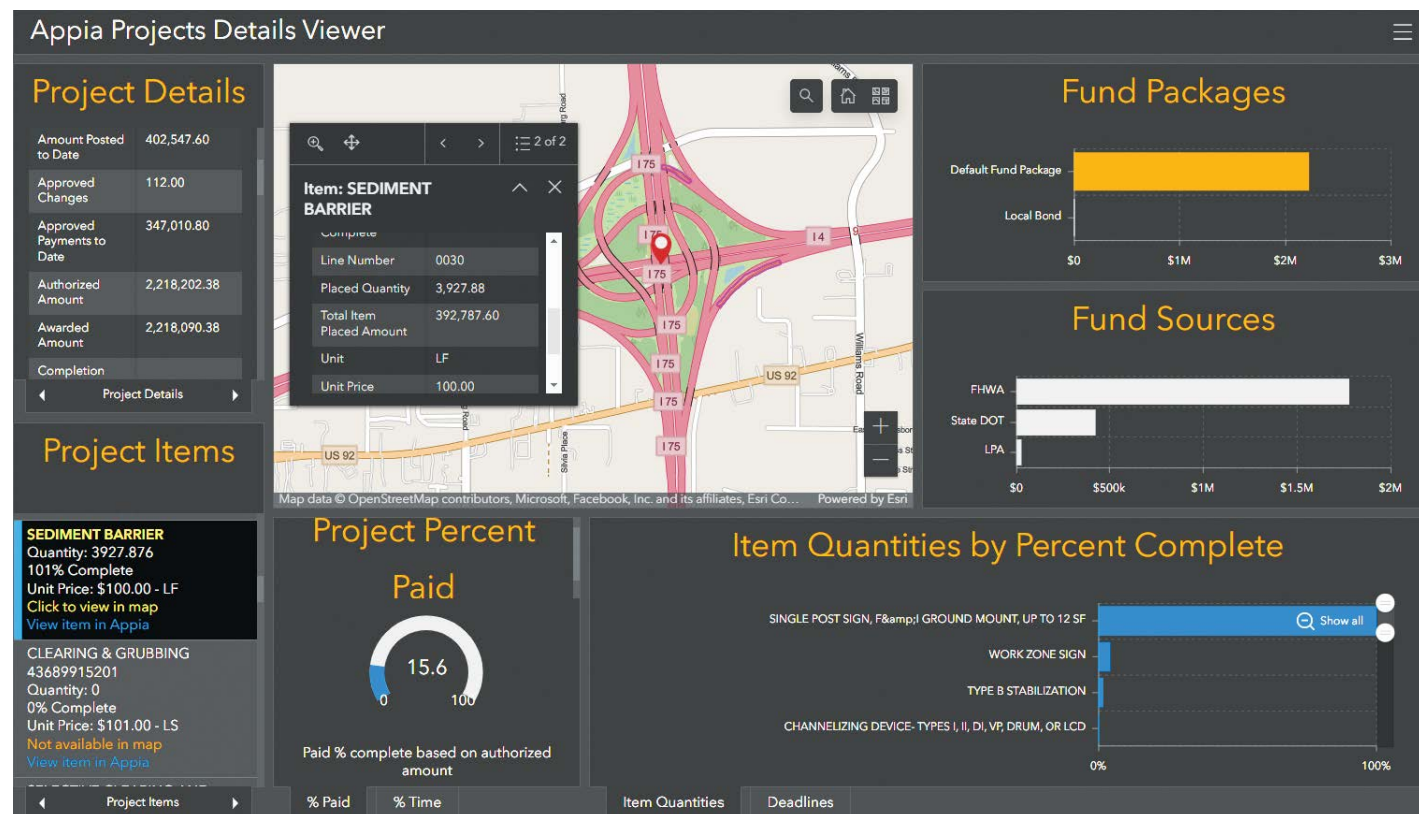 Appia Projects Details Viewer
Project Details
Amount Posted
to Date
402,547.60
Approved
Changes
112.00
Approved
Payments to
Date
347,010.80
Authorized
Amount
2,218,202.38
Awarded
Amount
2,218,090.38
Completion
Project Details
Project Items
SEDIMENT BARRIER
Quantity: 3927.876
101% Complete
Unit Price: $100.00 - LF
Click to view in map
View item in Appia
CLEARING & GRUBBING
43689915201
Quantity: 0
0% Complete
Unit Price: $101.00 - LS
Not available in map
View item in Appia
Project Items
2 of 2
Item: SEDIMENT
BARRIER
Complete
Line Number 0030
Placed Quantity 3,927.88
Total Item
Placed Amount
392,787.60
Unit LF
Unit Price 100.00
I 75
I 75
I 75
I 4
I 75
I 75
I 75
I 75
US 92
US 92
Williams Road
Silvia Place
Road
Map data © OpenStreetMap contributors, Microsoft, Facebook, Inc. and its affiliates, Esri Co...
Powered by Esri
Project Percent
Paid
15.6
0
100
Paid % complete based on authorized
amount
% Paid
% Time
Fund Packages
Default Fund Package
Local Bond
$0
$1M
$2M
$3M
Fund Sources
FHWA
State DOT
LPA
$0
$500k
$1M
$1.5M
$2M
Item Quantities by Percent Complete
SINGLE POST SIGN, F&amp;I GROUND MOUNT, UP TO 12 SF
Show all
WORK ZONE SIGN
TYPE B STABILIZATION
CHANNELIZING DEVICE- TYPES I, II, DI, VP, DRUM, OR LCD
0%
100%
Item Quantities
Deadlines